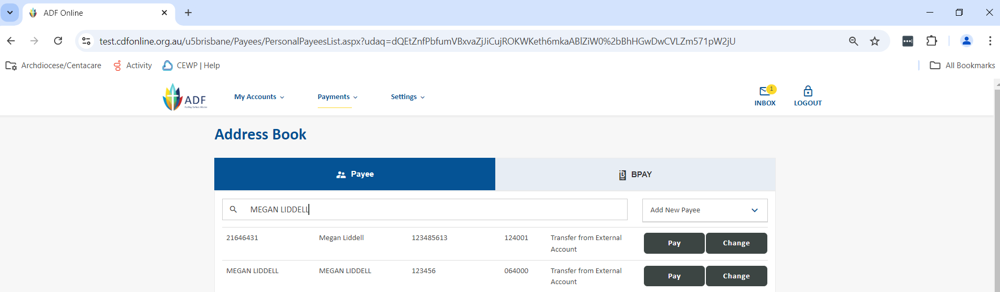 ADF Online
test.cdfonline.org.au/u5brisbane/Payees/PersonalPayeesList.aspx?udaq=dQEtZnfPbfumVBxvaZjJiCujROKWKeth6mkaABlZiW0%2bBhHGwDwCVLZm571pW2jU
Archdiocese/Centacare Activity CEWP | Help All Bookmarks
ADF My Accounts Payments Settings 1 INBOX LOGOUT
Address Book
Payee BPAY
MEGAN LIDDELL Add New Payee
21646431 Megan Liddell 123485613 124001 Transfer from External Account Pay Change
MEGAN LIDDELL MEGAN LIDDELL 123456 064000 Transfer from External Account Pay Change